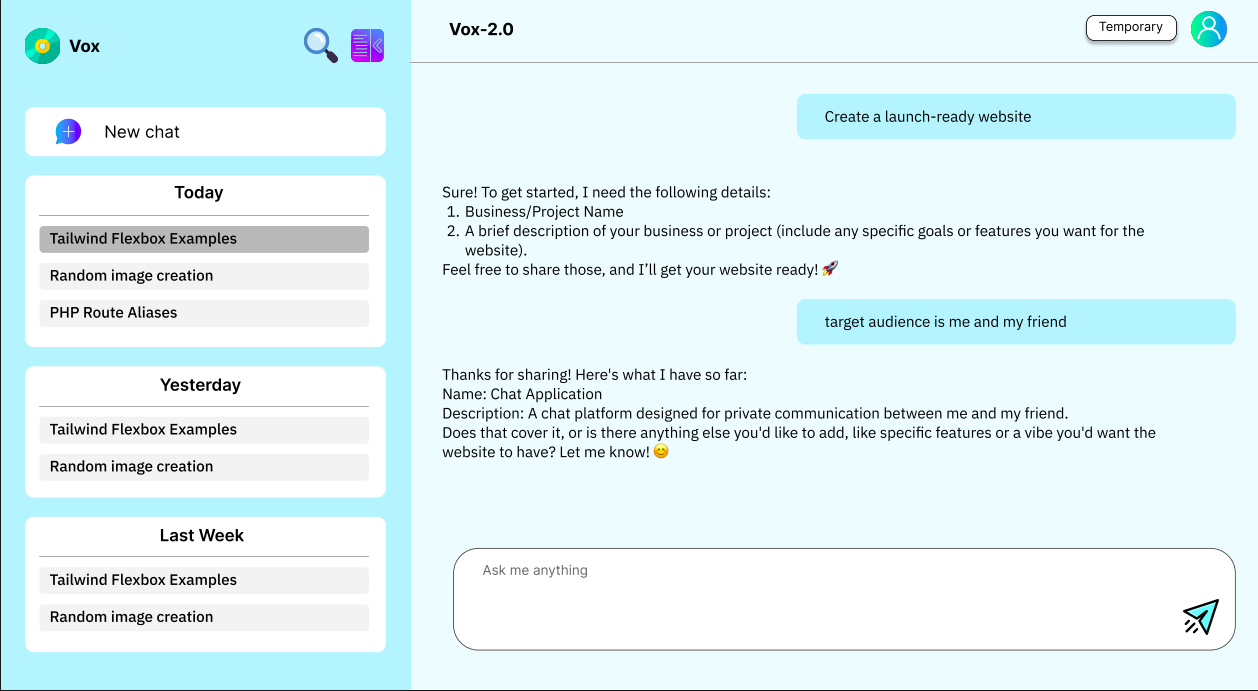 Vox
New chat
Today
Tailwind Flexbox Examples
Random image creation
PHP Route Aliases
Yesterday
Tailwind Flexbox Examples
Random image creation
Last Week
Tailwind Flexbox Examples
Random image creation
Vox-2.0
Temporary
Create a launch-ready website
Sure! To get started, I need the following details:
1. Business/Project Name
2. A brief description of your business or project (include any specific goals or features you want for the
website).
Feel free to share those, and I’ll get your website ready! 🚀
target audience is me and my friend
Thanks for sharing! Here's what I have so far:
Name: Chat Application
Description: A chat platform designed for private communication between me and my friend.
Does that cover it, or is there anything else you'd like to add, like specific features or a vibe you'd want the
website to have? Let me know! 😊
Ask me anything